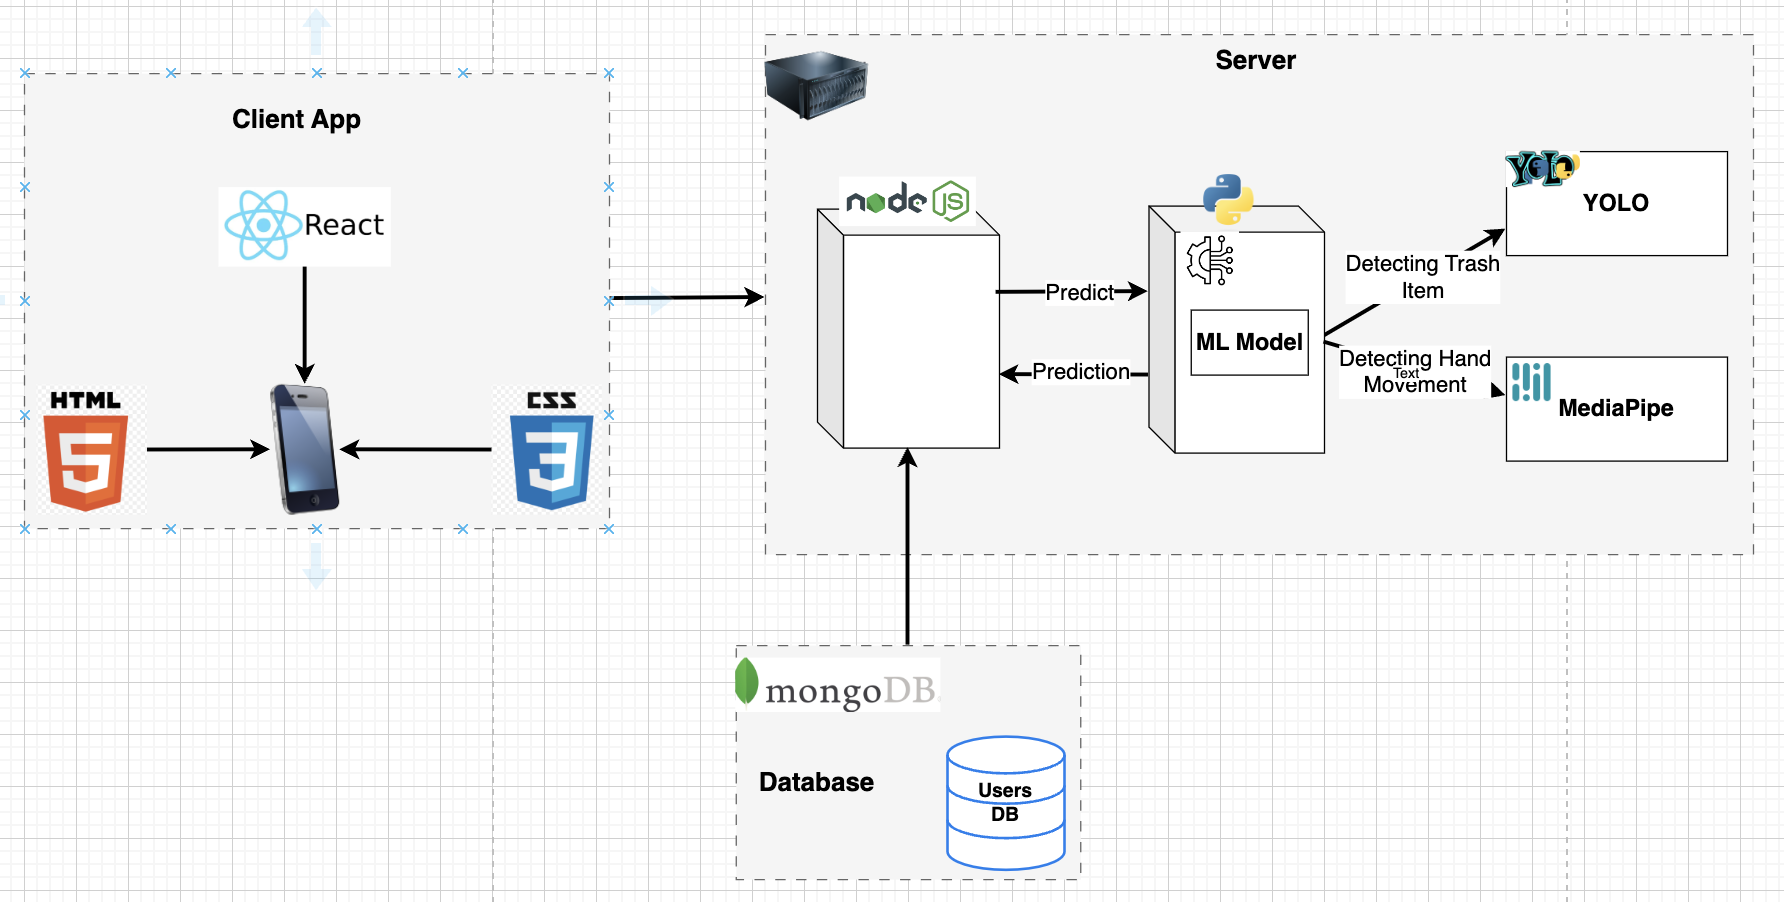 Server
Client App
React
HTML
CSS
node
JS
Predict
Prediction
ML Model
YOLO
YOLO
Detecting Trash
Item
Detecting Hand
Text
Movement
MediaPipe
mongoDB
Database
Users
DB